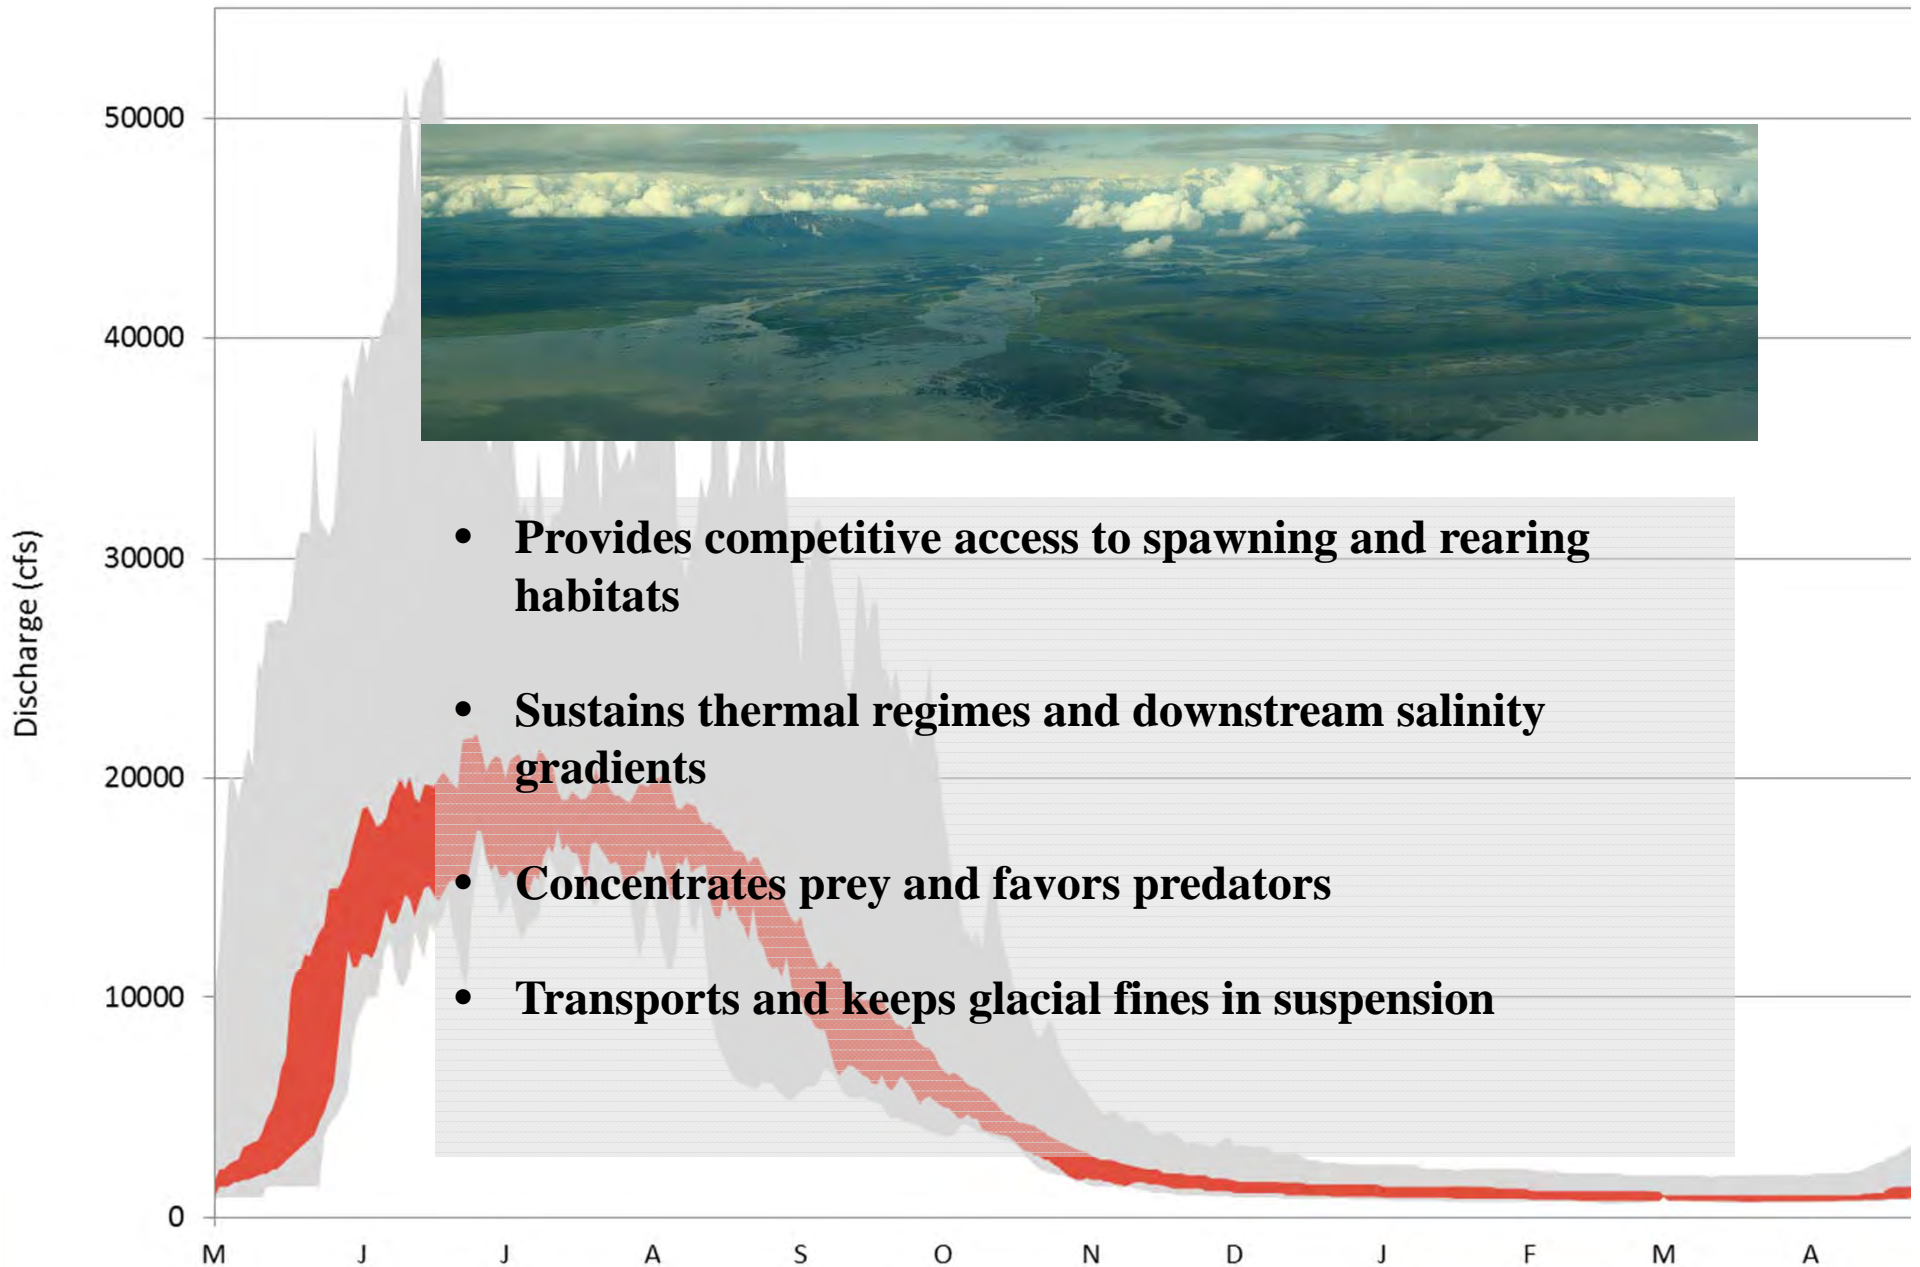 50000
40000
30000
20000
10000
0
Discharge (cfs)
• Provides competitive access to spawning and rearing
habitats
• Sustains thermal regimes and downstream salinity
gradients
• Concentrates prey and favors predators
• Transports and keeps glacial fines in suspension
M J J A S O N D J F M A